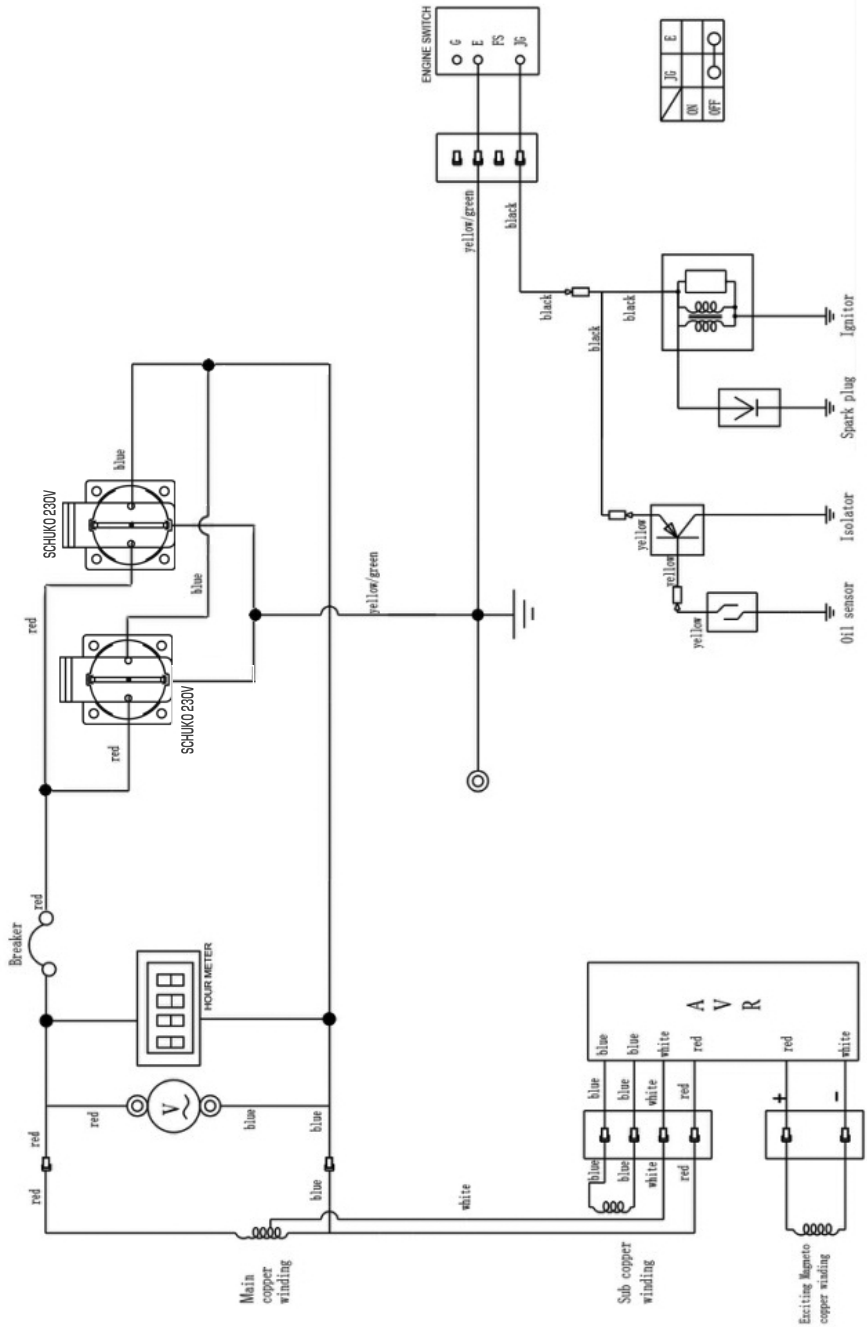 ENGINE SWITCH
G
E
FS
JG
JG
E
ON
OFF
yellow/green
black
black
black
black
Ignitor
Spark plug
Isolator
Oil sensor
yellow
yellow
yellow
SCHUKO 230V
SCHUKO 230V
blue
blue
red
red
yellow/green
Breaker
red
HOUR METER
V
red
blue
red
blue
red
blue
white
Main
copper
winding
AVR
blue
blue
white
red
red
white
blue
blue
white
red
+
-
blue
blue
white
red
Sub copper
winding
Exciting Magneto
copper winding